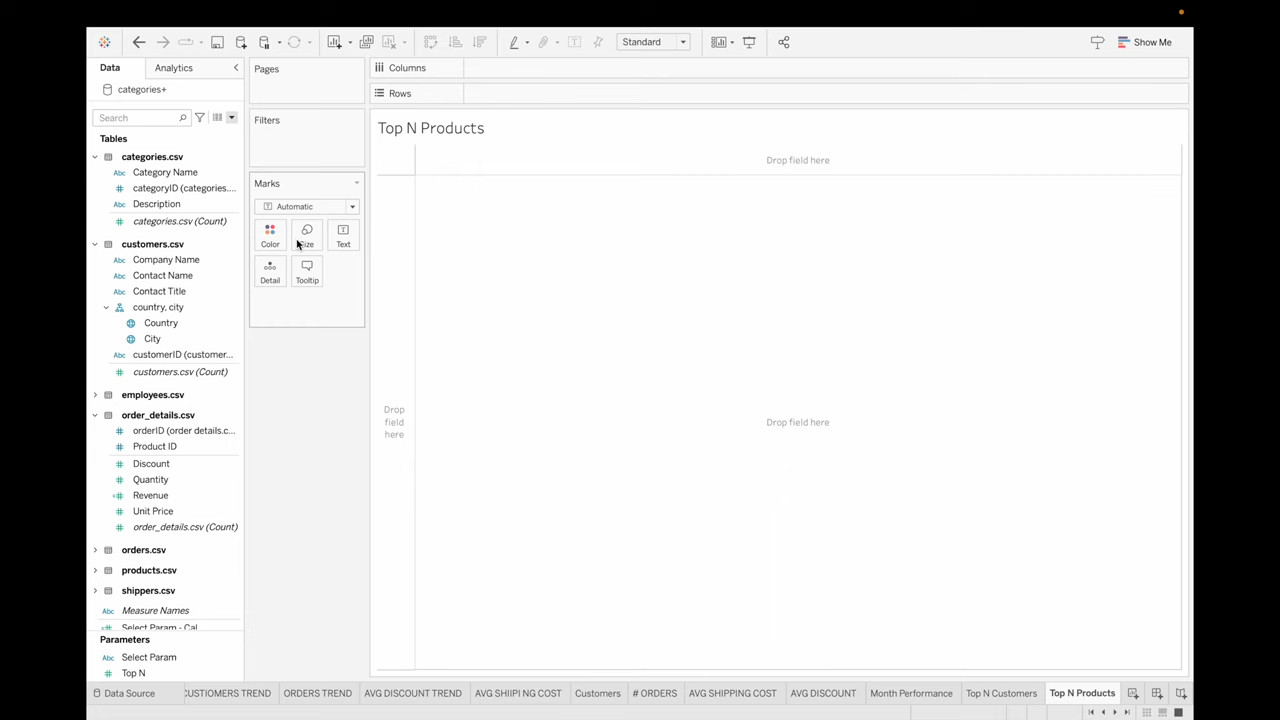 Standard
Show Me
Data
Analytics
categories+
Search
Tables
categories.csv
Category Name
categoryID (categories....
Description
categories.csv (Count)
customers.csv
Company Name
Contact Name
Contact Title
country, city
Country
City
customerID (customer...
customers.csv (Count)
employees.csv
order_details.csv
orderID (order details.c...
Product ID
Discount
Quantity
Revenue
Unit Price
order_details.csv (Count)
orders.csv
products.csv
shippers.csv
Measure Names
Select Param - Cal
Parameters
Select Param
Top N
Pages
Filters
Marks
Automatic
Color
Size
Text
Detail
Tooltip
Columns
Rows
Top N Products
Drop field here
Drop
field
here
Drop field here
Data Source
CUSTIOMERS TREND
ORDERS TREND
AVG DISCOUNT TREND
AVG SHIIPI NG COST
Customers
# ORDERS
AVG SHIPPING COST
AVG DISCOUNT
Month Performance
Top N Customers
Top N Products